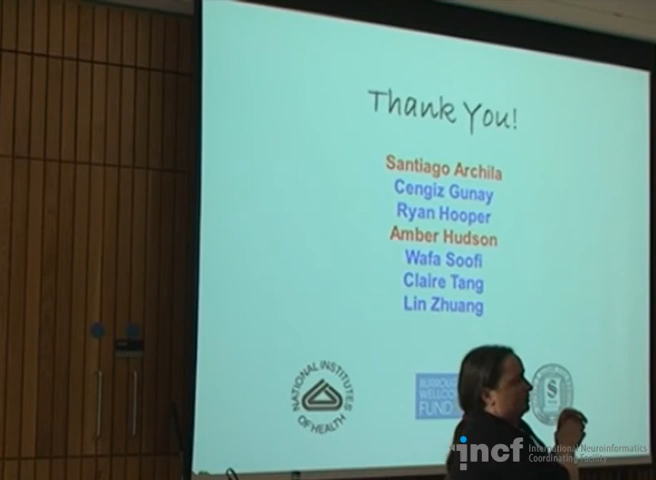 Thank You!
Santiago Archila
Cengiz Gunay
Ryan Hooper
Amber Hudson
Wafa Soofi
Claire Tang
Lin Zhuang
NATIONAL INSTITUTES
OF HEALTH
FUND
incf
International Neuroinformatics
Coordinating Facility